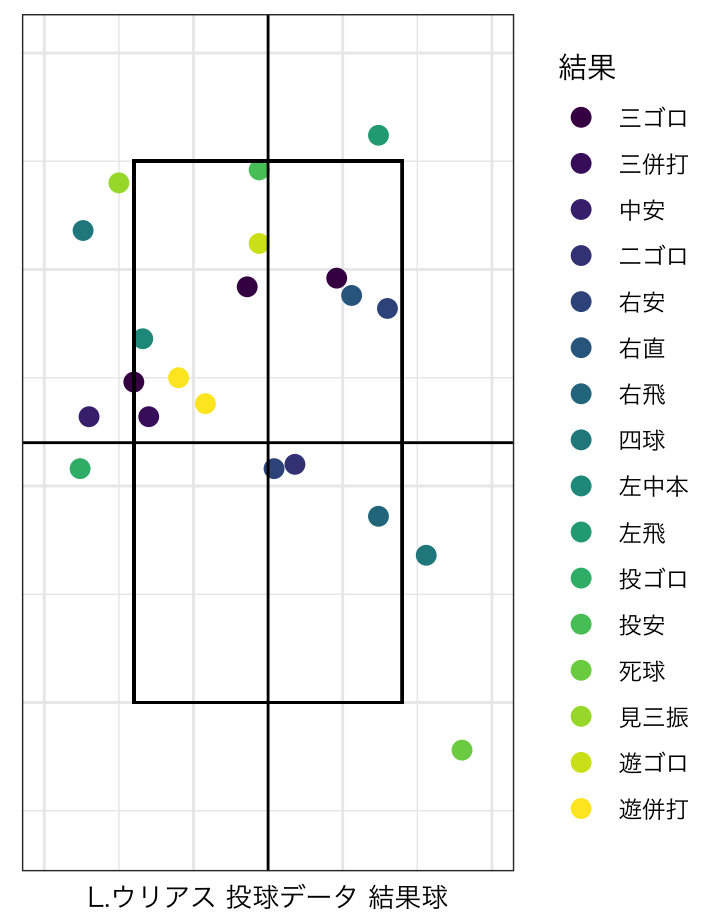 結果
三ゴロ
三併打
中安
二ゴロ
右安
右直
右飛
四球
左中本
左飛
投ゴロ
投安
死球
見三振
遊ゴロ
遊併打
L.ウリアス 投球データ 結果球